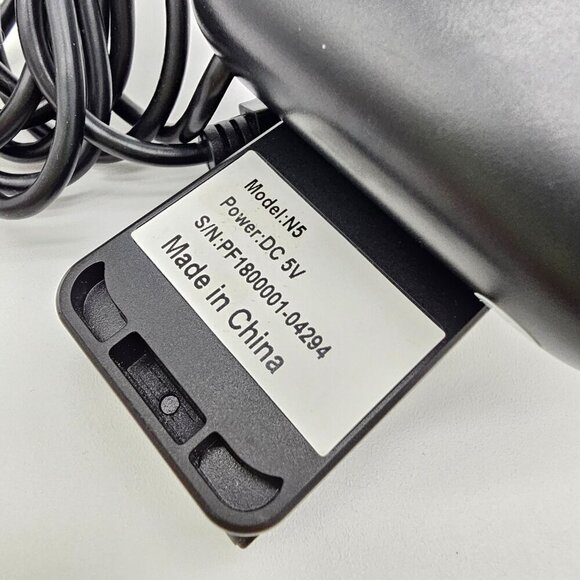 Model:N5
Power:DC 5V
S/N:PF1800001-04294
Made in China